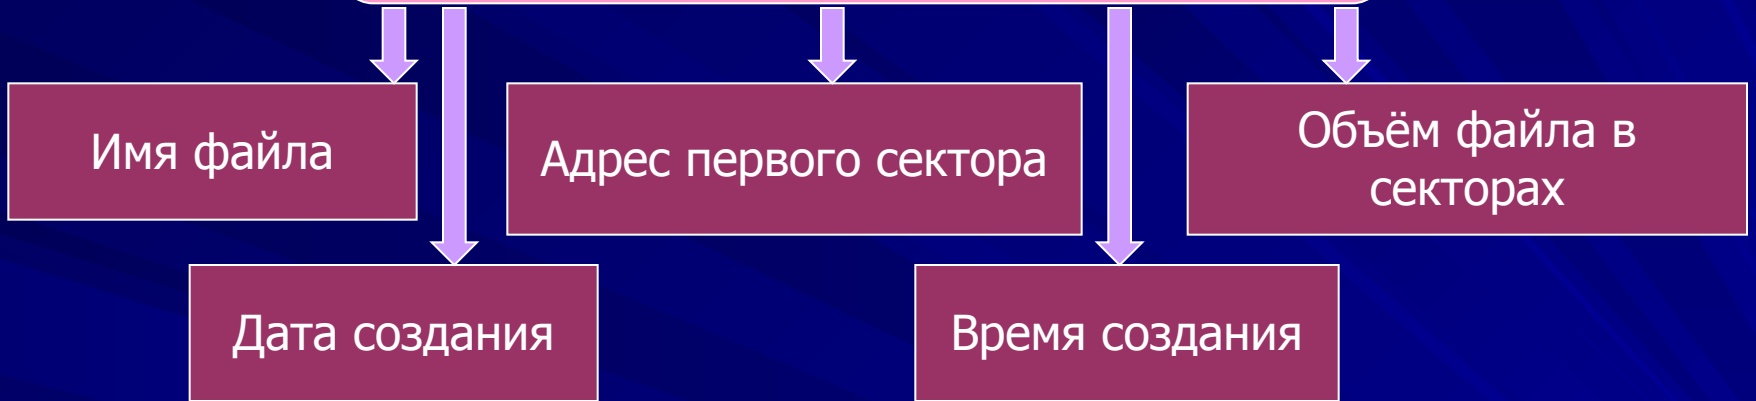 Имя файла
Адрес первого сектора
Объём файла в
секторах
Дата создания
Время создания